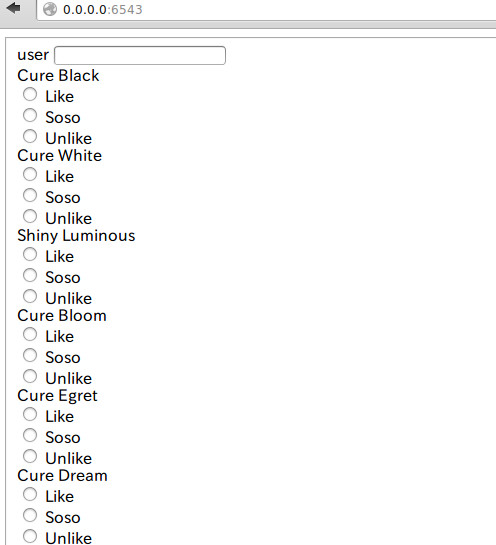 0.0.0.0:6543
user
Cure Black
Like
Soso
Unlike
Cure White
Like
Soso
Unlike
Shiny Luminous
Like
Soso
Unlike
Cure Bloom
Like
Soso
Unlike
Cure Egret
Like
Soso
Unlike
Cure Dream
Like
Soso
Unlike